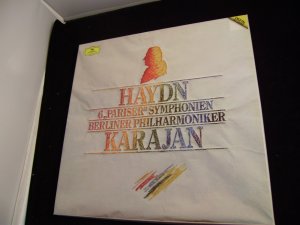 HAYDN
6 „PARISER“ SYMPHONIEN
BERLINER PHILHARMONIKER
KARAJAN